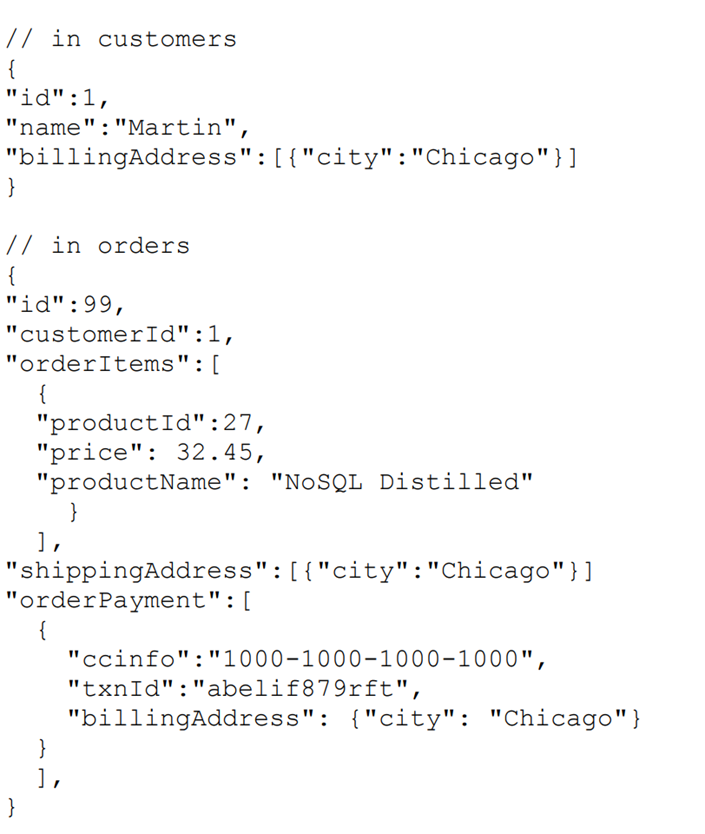 // in customers
{
"id":1,
"name":"Martin",
"billingAddress":[{"city":"Chicago"}]
}

// in orders
{
"id":99,
"customerId":1,
"orderItems":[
  {
  "productId":27,
  "price": 32.45,
  "productName": "NoSQL Distilled"
    }
  ],
"shippingAddress":[{"city":"Chicago"}]
"orderPayment":[
  {
    "ccinfo":"1000-1000-1000-1000",
    "txnId":"abelif879rft",
    "billingAddress": {"city": "Chicago"}
  }
  ],
}